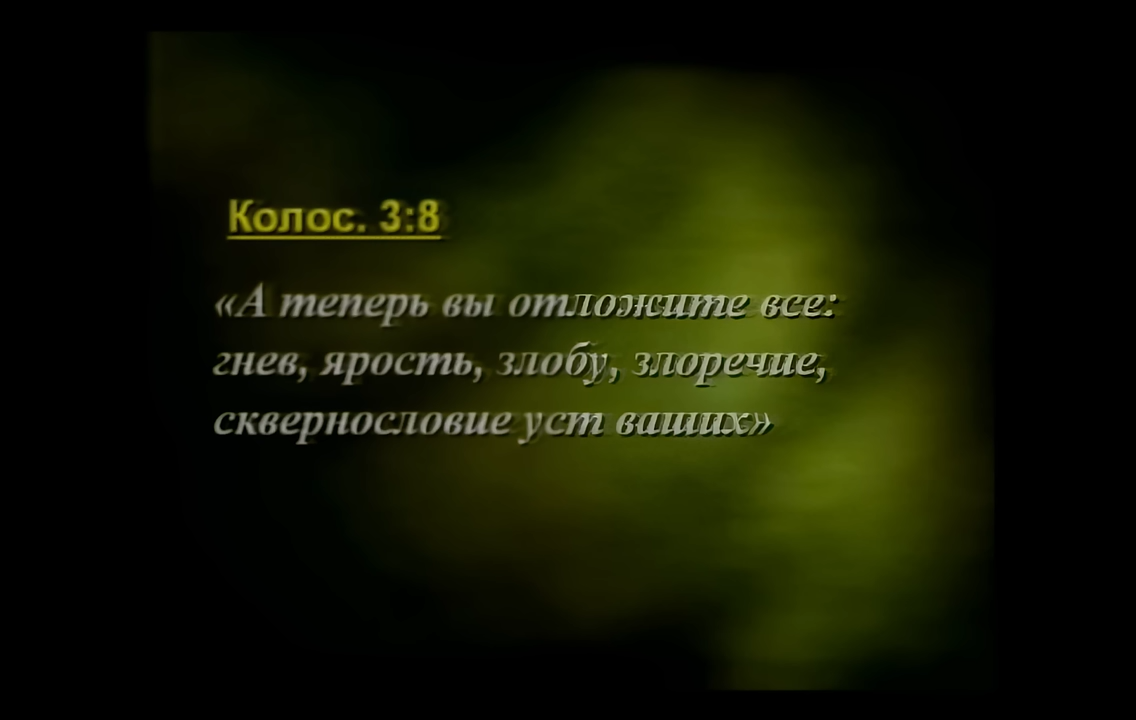 Колос. 3:8
«А теперь вы отложите все:
гнев, ярость, злобу, злоречие,
сквернословие уст ваших»